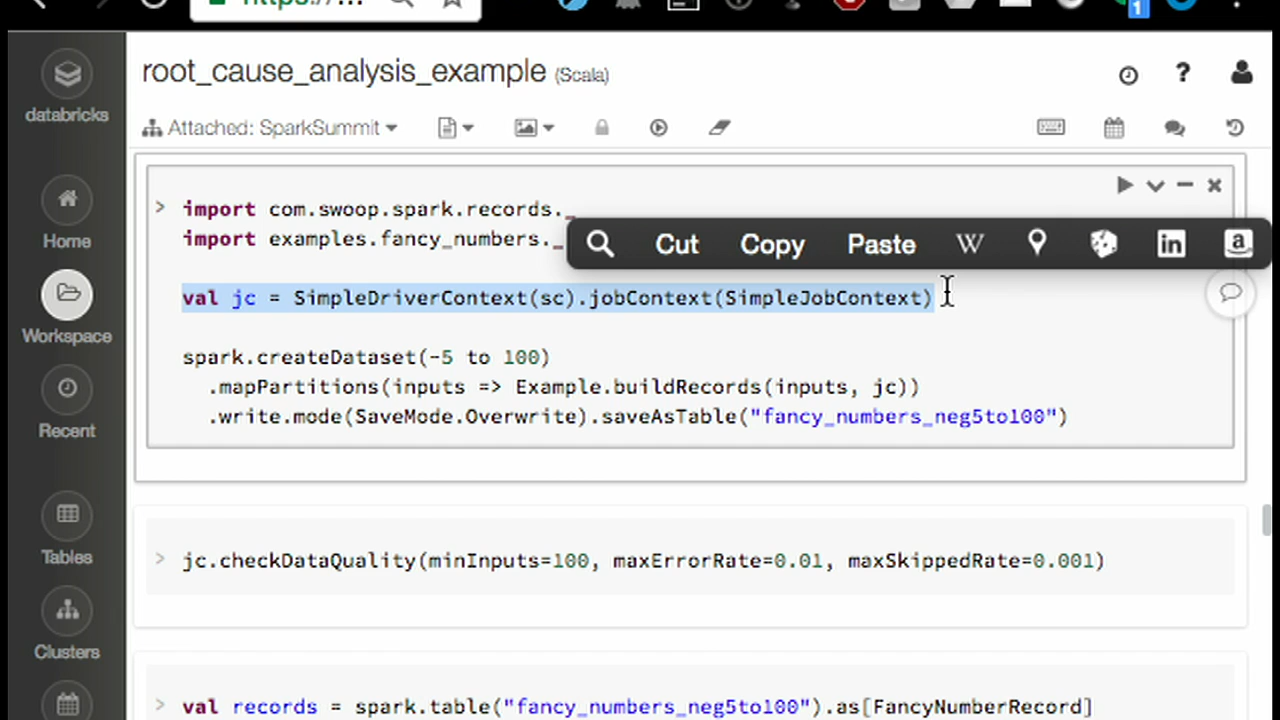 https://...
1
root_cause_analysis_example (Scala)
?
databricks
Attached: SparkSummit
Home
Workspace
Recent
Tables
Clusters
> import com.swoop.spark.records._
import examples.fancy_numbers._
Cut Copy Paste W in a
val jc = SimpleDriverContext(sc).jobContext(SimpleJobContext)
spark.createDataset(-5 to 100)
.mapPartitions(inputs => Example.buildRecords(inputs, jc))
.write.mode(SaveMode.Overwrite).saveAsTable("fancy_numbers_neg5to100")
> jc.checkDataQuality(minInputs=100, maxErrorRate=0.01, maxSkippedRate=0.001)
> val records = spark.table("fancy_numbers_neg5to100").as[FancyNumberRecord]